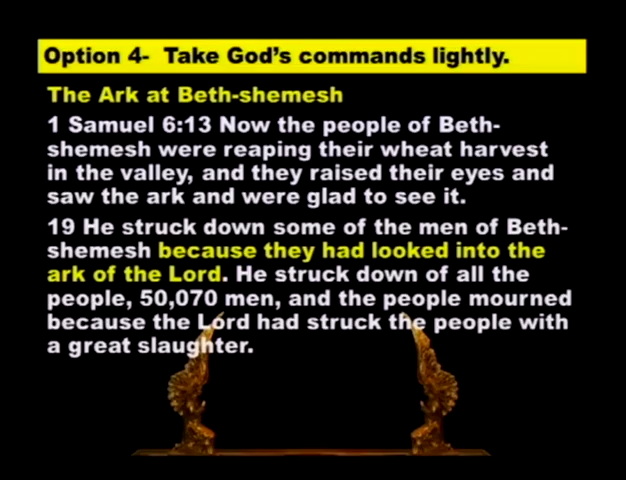 Option 4-  Take God's commands lightly.
The Ark at Beth-shemesh
1 Samuel 6:13 Now the people of Beth-
shemesh were reaping their wheat harvest
in the valley, and they raised their eyes and
saw the ark and were glad to see it.
19 He struck down some of the men of Beth-
shemesh because they had looked into the
ark of the Lord. He struck down of all the
people, 50,070 men, and the people mourned
because the Lord had struck the people with
a great slaughter.